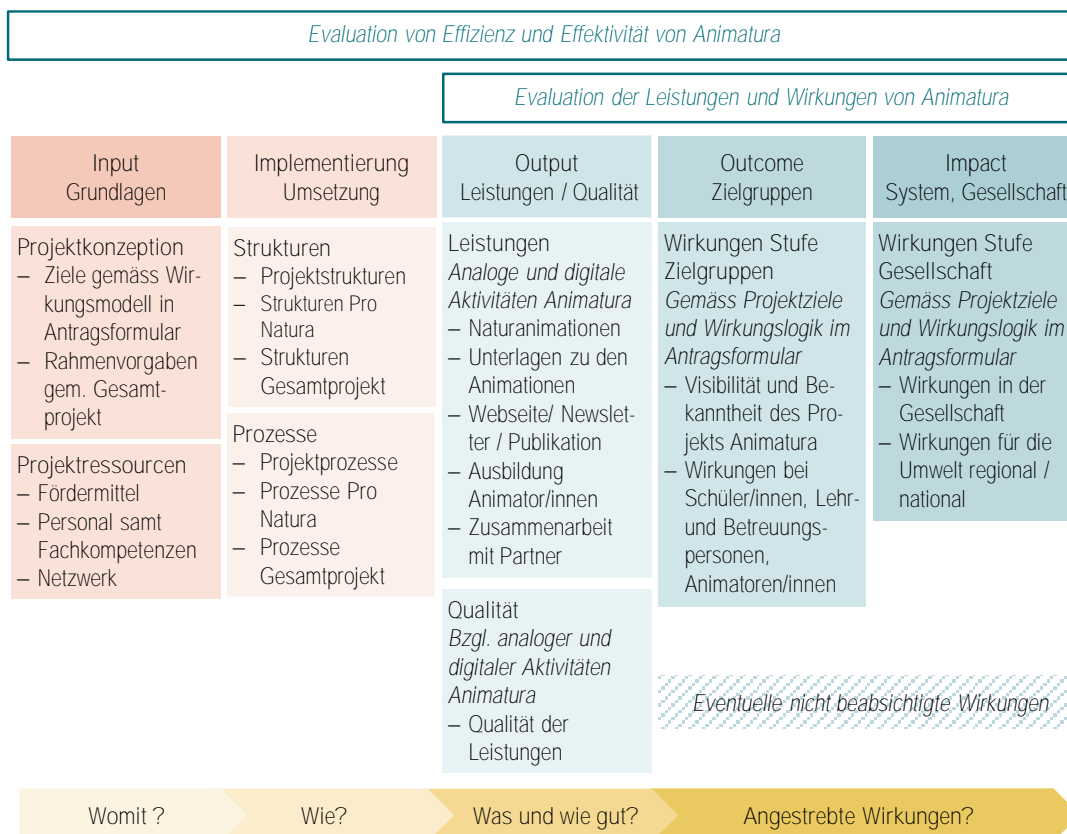 Evaluation von Effizienz und Effektivität von Animatura
Evaluation der Leistungen und Wirkungen von Animatura
Input
Grundlagen
Implementierung
Umsetzung
Output
Leistungen / Qualität
Outcome
Zielgruppen
Impact
System, Gesellschaft
Projektkonzeption
– Ziele gemäss Wir-
kungsmodell in
Antragsformular
– Rahmenvorgaben
gem. Gesamt-
projekt
Projektressourcen
– Fördermittel
– Personal samt
Fachkompetenzen
– Netzwerk
Strukturen
– Projektstrukturen
– Strukturen Pro
Natura
– Strukturen
Gesamtprojekt
Prozesse
– Projektprozesse
– Prozesse Pro
Natura
– Prozesse
Gesamtprojekt
Leistungen
Analoge und digitale
Aktivitäten Animatura
– Naturanimationen
– Unterlagen zu den
Animationen
– Webseite/ Newslet-
ter / Publikation
– Ausbildung
Animator/innen
– Zusammenarbeit
mit Partner
Qualität
Bzgl. analoger und
digitaler Aktivitäten
Animatura
– Qualität der
Leistungen
Wirkungen Stufe
Zielgruppen
Gemäss Projektziele
und Wirkungslogik im
Antragsformular
– Visibilität und Be-
kanntheit des Pro-
jekts Animatura
– Wirkungen bei
Schüler/innen, Lehr-
und Betreuungs-
personen,
Animatoren/innen
Wirkungen Stufe
Gesellschaft
Gemäss Projektziele
und Wirkungslogik im
Antragsformular
– Wirkungen in der
Gesellschaft
– Wirkungen für die
Umwelt regional /
national
Eventuelle nicht beabsichtigte Wirkungen
Womit ?
Wie?
Was und wie gut?
Angestrebte Wirkungen?